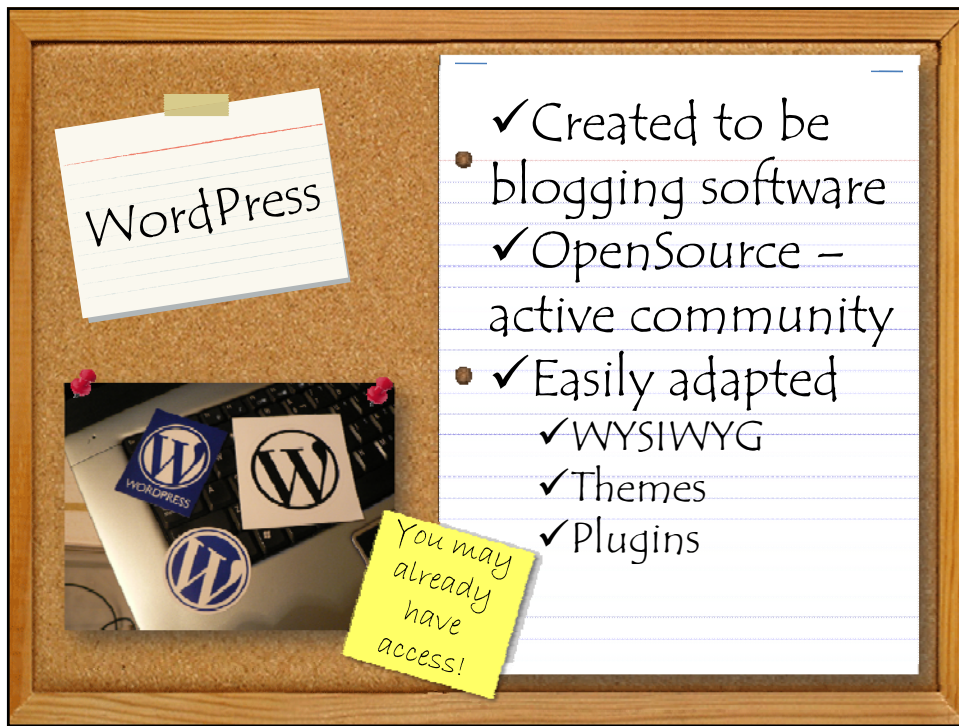 WordPress
✓Created to be
blogging software
✓OpenSource –
active community
✓Easily adapted
✓WYSIWYG
✓Themes
✓Plugins
W
WORDPRESS
W
W
You may
already
have
access!